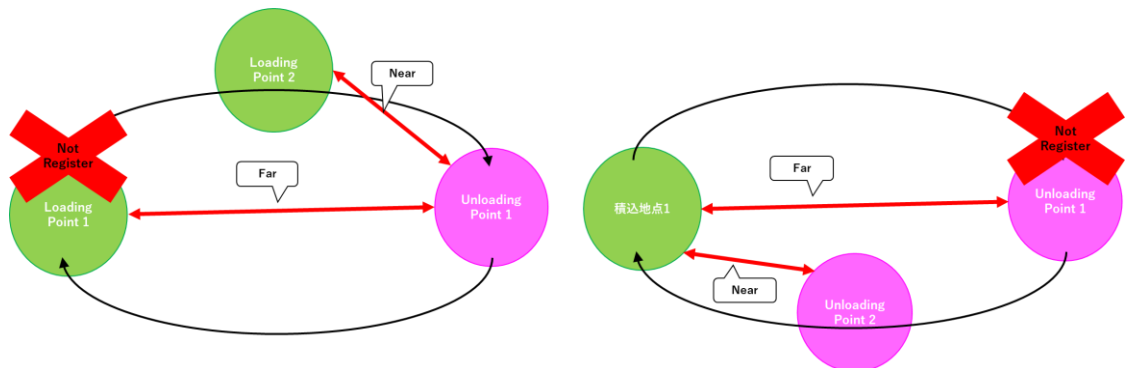 Loading
Point 2
Near
Not
Register
Far
Loading
Point 1
Unloading
Point 1
Not
Register
Far
積込地点1
Unloading
Point 1
Near
Unloading
Point 2